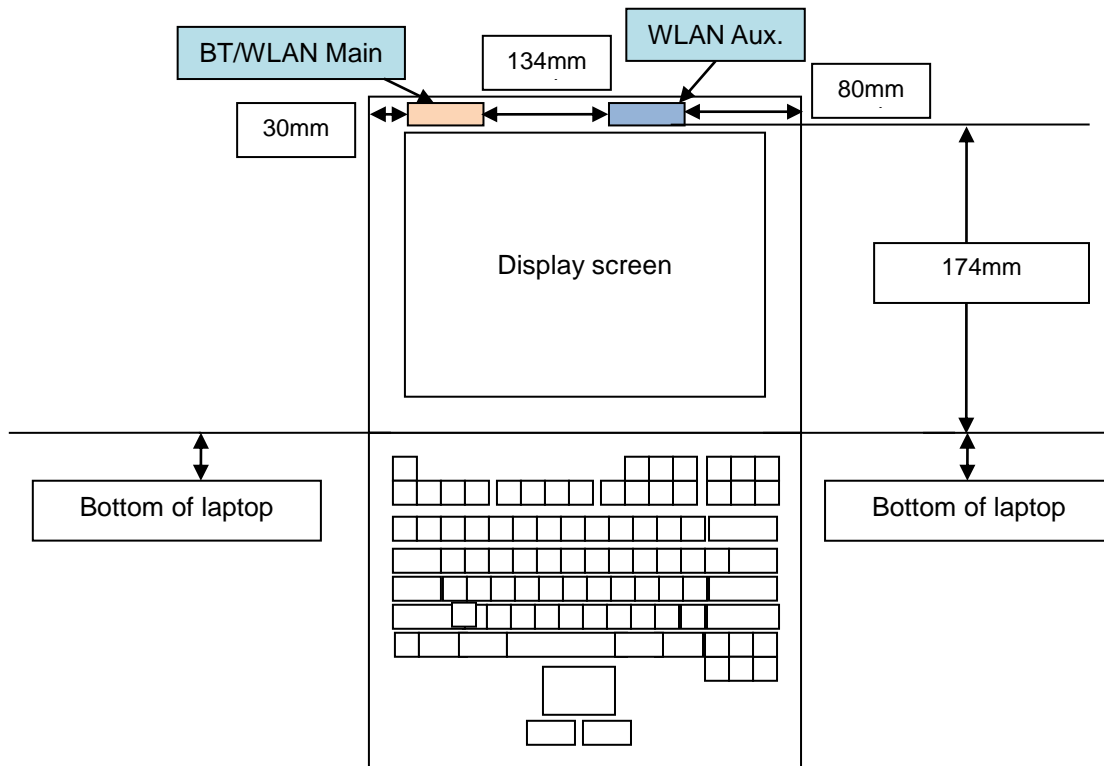 WLAN Aux.
BT/WLAN Main
134mm
80mm
30mm
Display screen
174mm
Bottom of laptop
Bottom of laptop